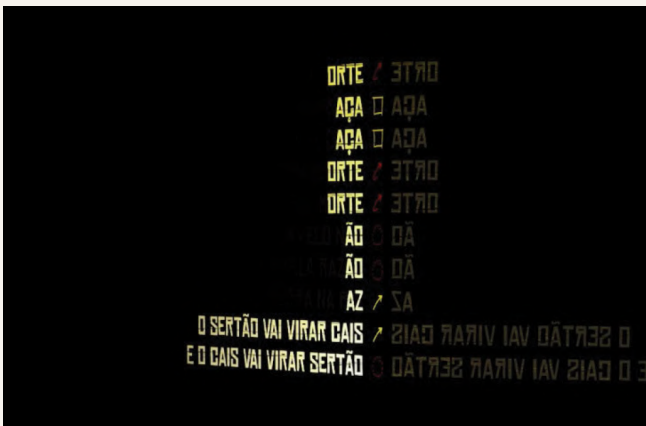 ORTE
AÇA
AÇA
ORTE
ORTE
ÃO
ÃO
AZ
O SERTÃO VAI VIRAR CAIS
E O CAIS VAI VIRAR SERTÃO